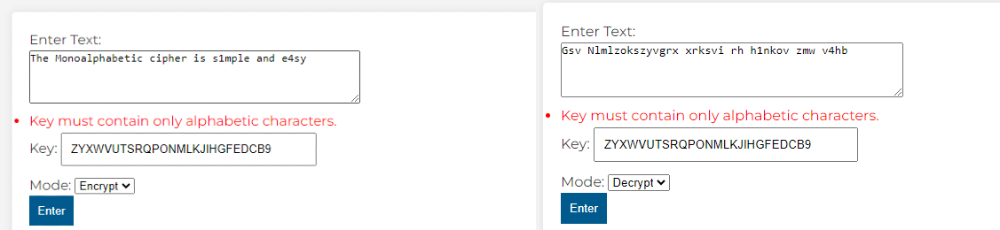 Enter Text:
The Monoalphabetic cipher is s1mple and e4sy
Key must contain only alphabetic characters.
Key: ZYXWVUTSRQPONMLKJIHGFEDCB9
Mode: Encrypt
Enter
Enter Text:
Gsv Nlmlzokszyvgrx xrksvi rh h1nkov zmw v4hb
Key must contain only alphabetic characters.
Key: ZYXWVUTSRQPONMLKJIHGFEDCB9
Mode: Decrypt
Enter